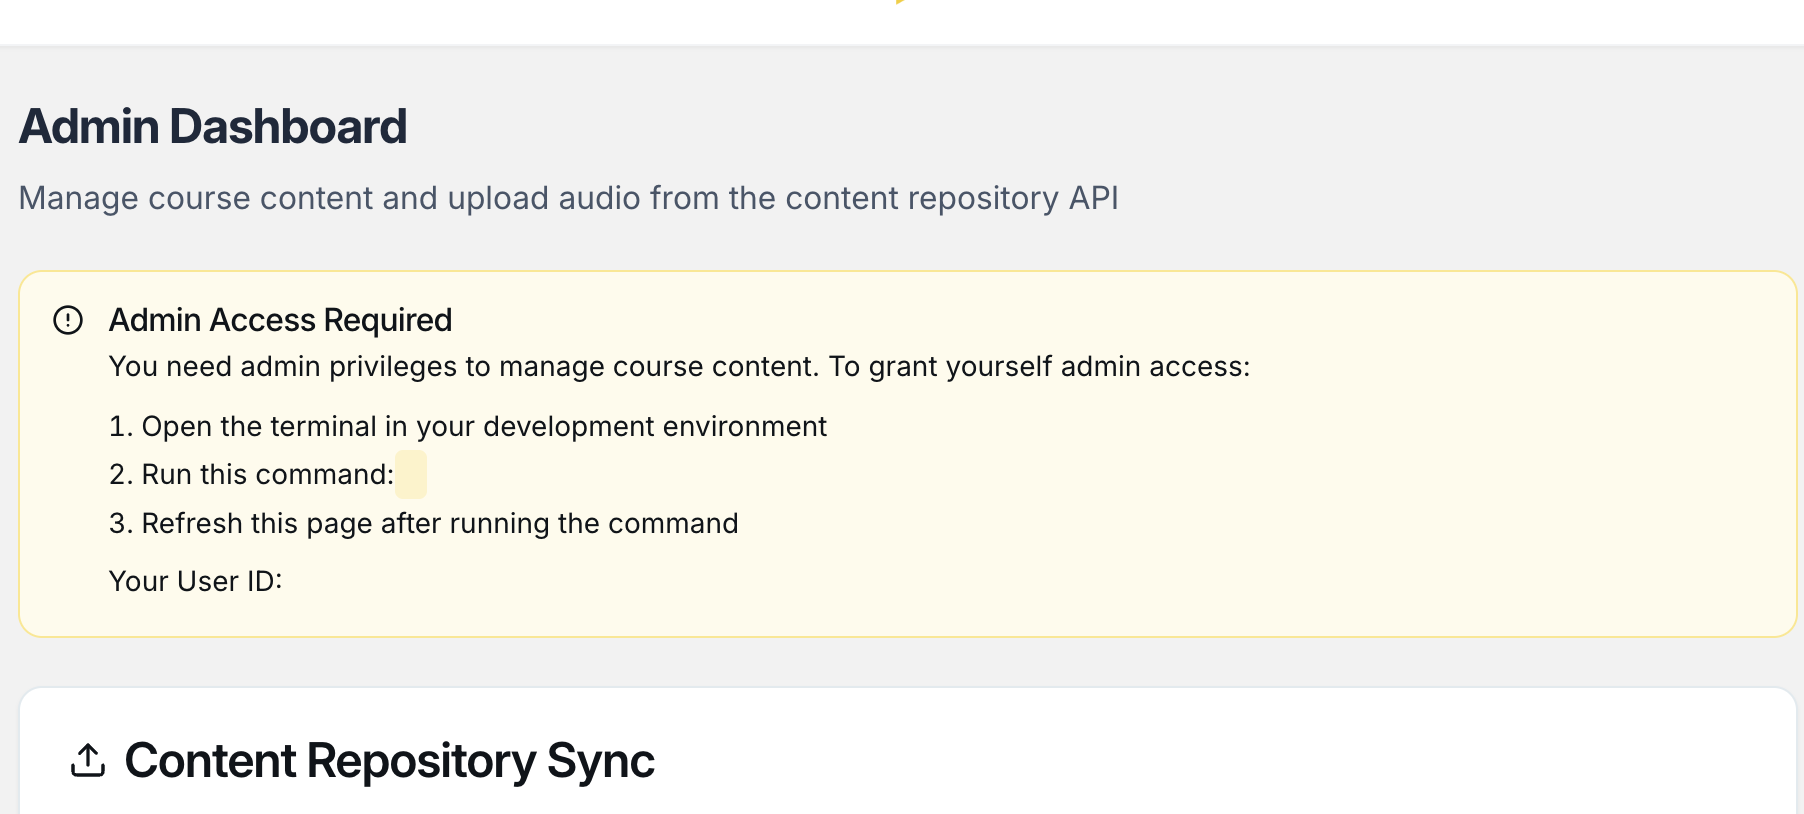 Admin Dashboard
Manage course content and upload audio from the content repository API
Admin Access Required
You need admin privileges to manage course content. To grant yourself admin access:
1. Open the terminal in your development environment
2. Run this command:
3. Refresh this page after running the command
Your User ID:
Content Repository Sync